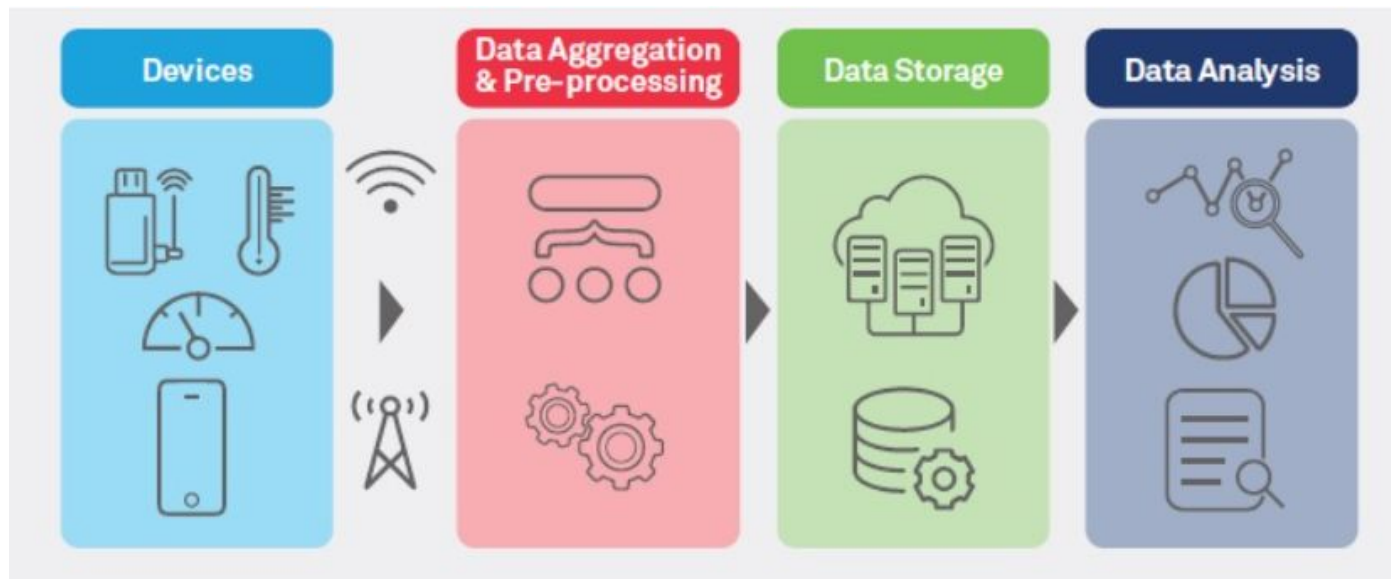 Devices
Data Aggregation
& Pre-processing
Data Storage
Data Analysis